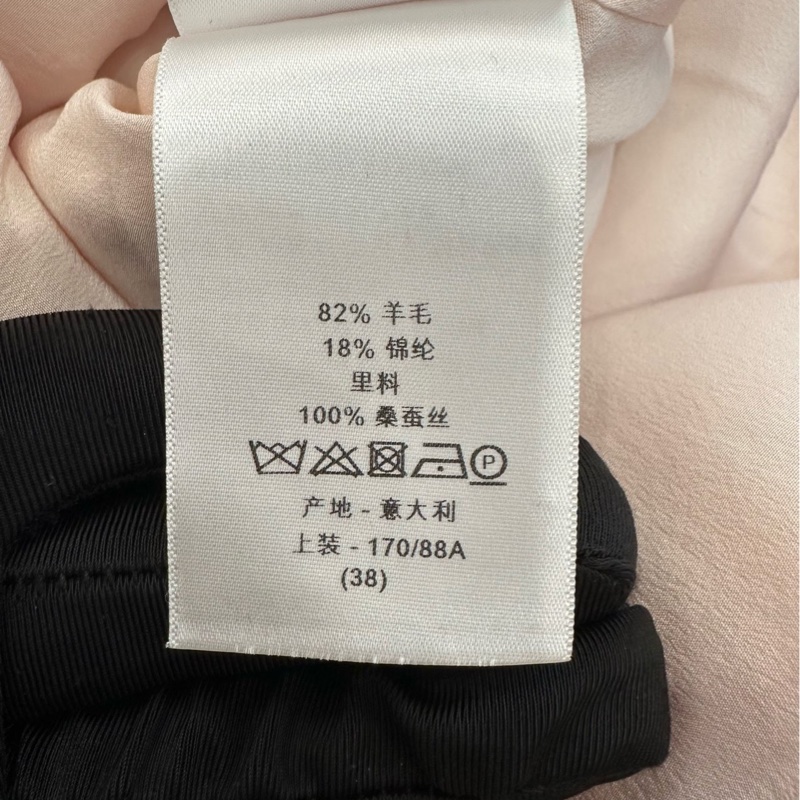 82% 羊毛
18% 锦纶
里料
100% 桑蚕丝
P
产地 - 意大利
上装 - 170/88A
(38)